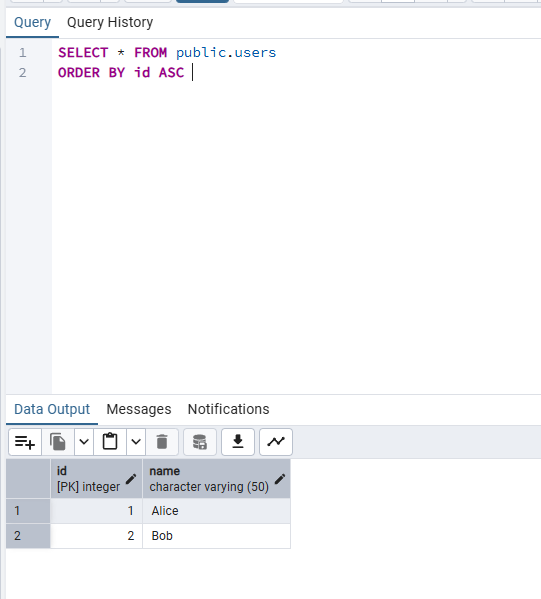 Query Query History
1 SELECT * FROM public.users
2 ORDER BY id ASC
Data Output Messages Notifications
id name
[PK] integer character varying (50)
1 1 Alice
2 2 Bob